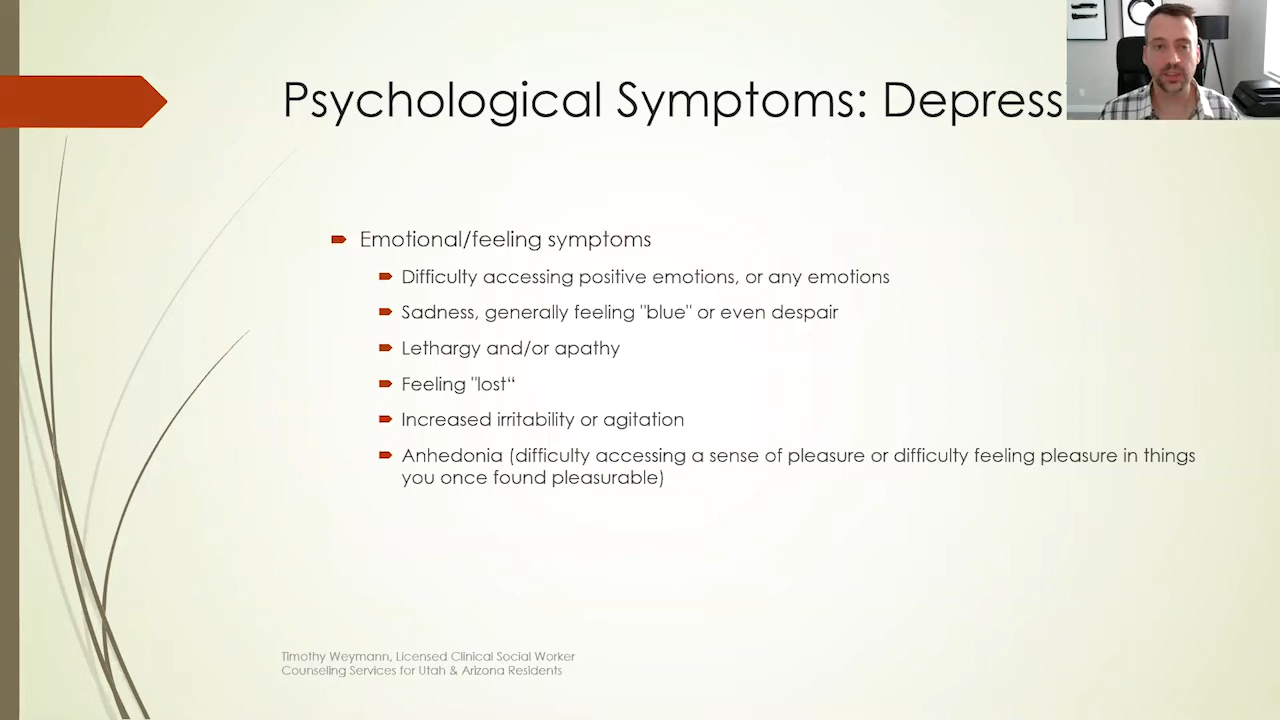 Psychological Symptoms: Depress
Emotional/feeling symptoms
Difficulty accessing positive emotions, or any emotions
Sadness, generally feeling "blue" or even despair
Lethargy and/or apathy
Feeling "lost“
Increased irritability or agitation
Anhedonia (difficulty accessing a sense of pleasure or difficulty feeling pleasure in things
you once found pleasurable)
Timothy Weymann, Licensed Clinical Social Worker
Counseling Services for Utah & Arizona Residents